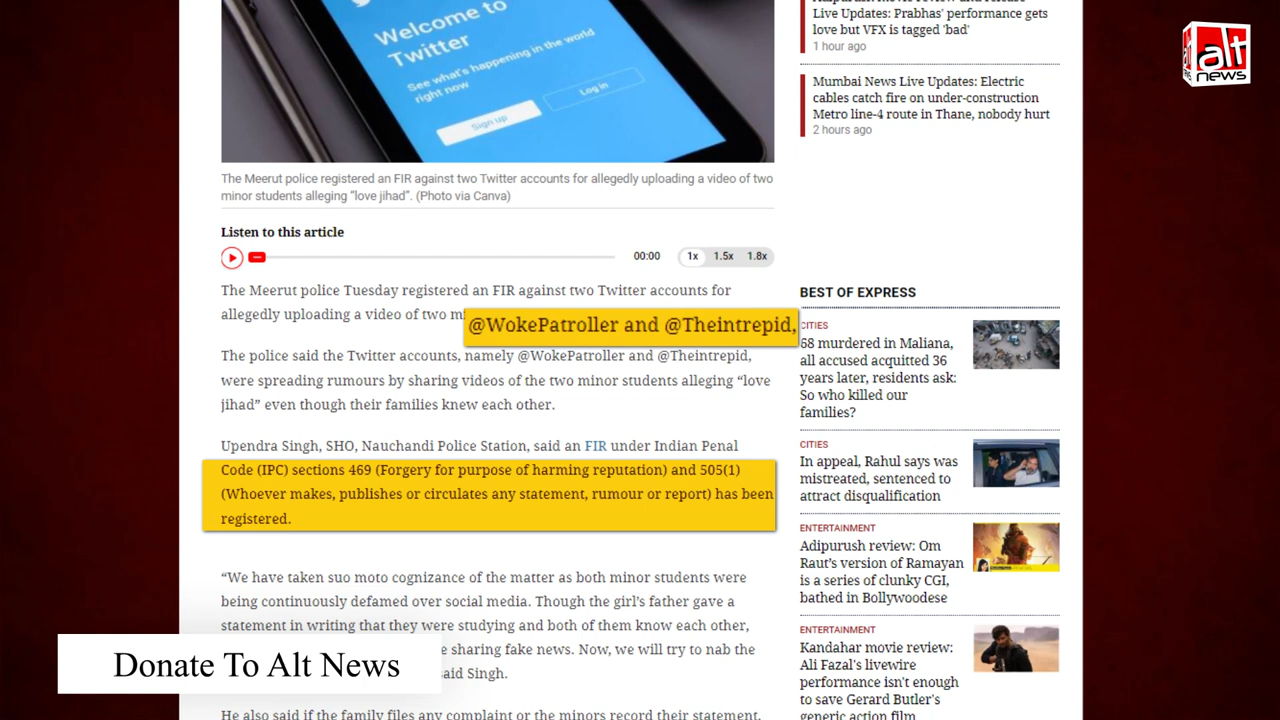 Welcome to
Twitter
See what's happening in the world
right now
Sign up
Log in
The Meerut police registered an FIR against two Twitter accounts for allegedly uploading a video of two
minor students alleging “love jihad”. (Photo via Canva)
Listen to this article
00:00
1x 1.5x 1.8x
The Meerut police Tuesday registered an FIR against two Twitter accounts for
allegedly uploading a video of two
@WokePatroller and @Theintrepid,
The police said the Twitter accounts, namely @WokePatroller and @Theintrepid,
were spreading rumours by sharing videos of the two minor students alleging “love
jihad” even though their families knew each other.
Upendra Singh, SHO, Nauchandi Police Station, said an FIR under Indian Penal
Code (IPC) sections 469 (Forgery for purpose of harming reputation) and 505(1)
(Whoever makes, publishes or circulates any statement, rumour or report) has been
registered.
“We have taken suo moto cognizance of the matter as both minor students were
being continuously defamed over social media. Though the girl’s father gave a
statement in writing that they were studying and both of them know each other,
sharing fake news. Now, we will try to nab the
said Singh.
He also said if the family files any complaint or the minors record their statement,
Live Updates: Prabhas' performance gets
love but VFX is tagged 'bad'
1 hour ago
Mumbai News Live Updates: Electric
cables catch fire on under-construction
Metro line-4 route in Thane, nobody hurt
2 hours ago
BEST OF EXPRESS
CITIES
68 murdered in Maliana,
all accused acquitted 36
years later, residents ask:
So who killed our
families?
CITIES
In appeal, Rahul says was
mistreated, sentenced to
attract disqualification
ENTERTAINMENT
Adipurush review: Om
Raut’s version of Ramayan
is a series of clunky CGI,
bathed in Bollywoodese
ENTERTAINMENT
Kandahar movie review:
Ali Fazal's livewire
performance isn't enough
to save Gerard Butler's
generic action film
alt
news
Donate To Alt News